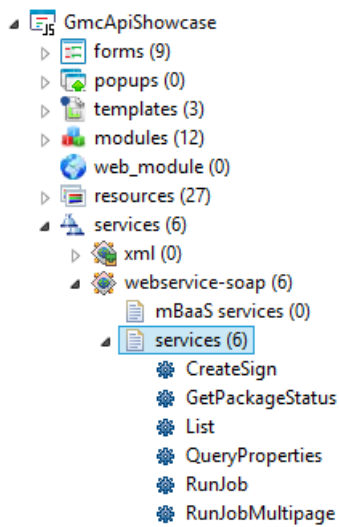 GmcApiShowcase
forms (9)
popups (0)
templates (3)
modules (12)
web_module (0)
resources (27)
services (6)
xml (0)
webservice-soap (6)
mBaaS services (0)
services (6)
CreateSign
GetPackageStatus
List
QueryProperties
RunJob
RunJobMultipage